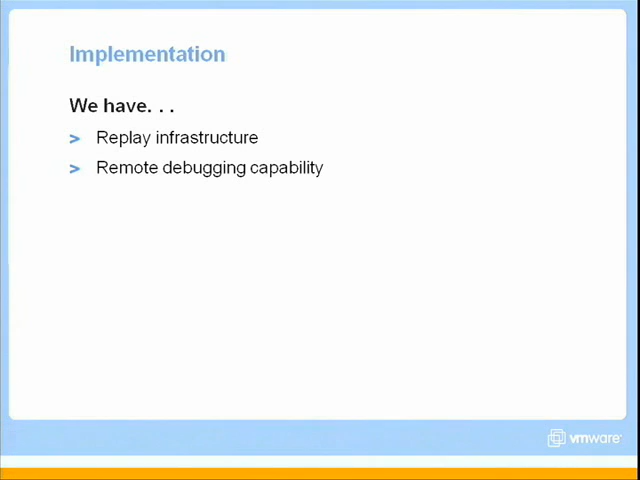 Implementation
We have. . .
> Replay infrastructure
> Remote debugging capability
vmware